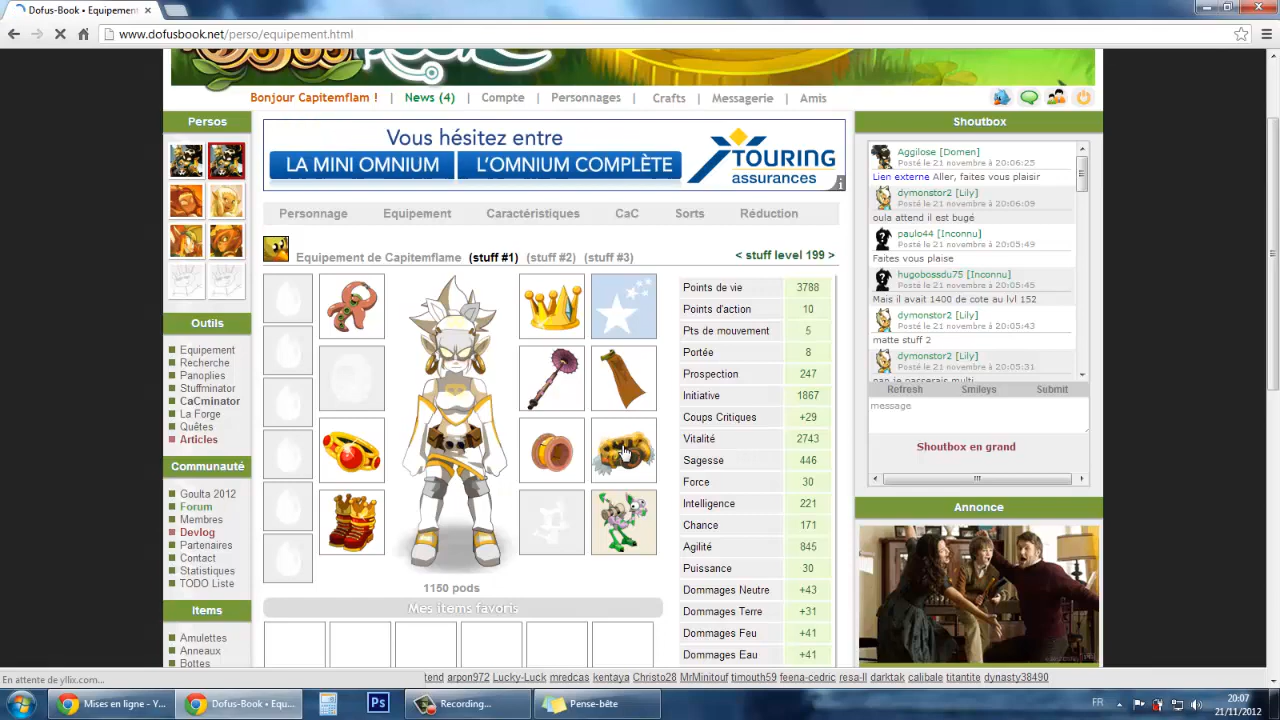 Dofus-Book • Equipement
www.dofusbook.net/perso/equipement.html
Bonjour Capitemflam ! News (4) | Compte | Personnages | Crafts | Messagerie | Amis
Persos
Vous hésitez entre
LA MINI OMNIUM L'OMNIUM COMPLÈTE
TOURING
assurances
Personnage Equipement Caractéristiques CaC Sorts Réduction
Equipement de Capitemflame (stuff #1) (stuff #2) (stuff #3)
< stuff level 199 >
Points de vie 3788
Points d'action 10
Pts de mouvement 5
Portée 8
Prospection 247
Initiative 1867
Coups Critiques +29
Vitalité 2743
Sagesse 446
Force 30
Intelligence 221
Chance 171
Agilité 845
Puissance 30
Dommages Neutre +43
Dommages Terre +31
Dommages Feu +41
Dommages Eau +41
1150 pods
Mes items favoris
Outils
Equipement
Recherche
Panoplies
Stuffminator
CaCminator
La Forge
Quêtes
Articles
Communauté
Goulta 2012
Forum
Membres
Devlog
Partenaires
Contact
Statistiques
TODO Liste
Items
Amulettes
Anneaux
Bottes
Shoutbox
Aggilose [Domen]
Posté le 21 novembre à 20:06:25
Lien externe Aller, faites vous plaisir
dymonstor2 [Lily]
Posté le 21 novembre à 20:06:09
oula attend il est bugé
paulo44 [Inconnu]
Posté le 21 novembre à 20:05:49
Faites vous plaise
hugobossdu75 [Inconnu]
Posté le 21 novembre à 20:05:45
Mais il avait 1400 de cote au lvl 152
dymonstor2 [Lily]
Posté le 21 novembre à 20:05:43
matte stuff 2
dymonstor2 [Lily]
Posté le 21 novembre à 20:05:31
Refresh Smileys Submit
message
Shoutbox en grand
Annonce
En attente de yllix.com...
tend arpon972 Lucky-Luck mredcas kentaya Christo28 MrMinitouf timouth59 feena-cedric resa-ll darktak calibals titantite dynasty38490
Mises en ligne - Y...
Dofus-Book • Equ...
Ps
Recording...
Pense-bête
FR
20:07
21/11/2012